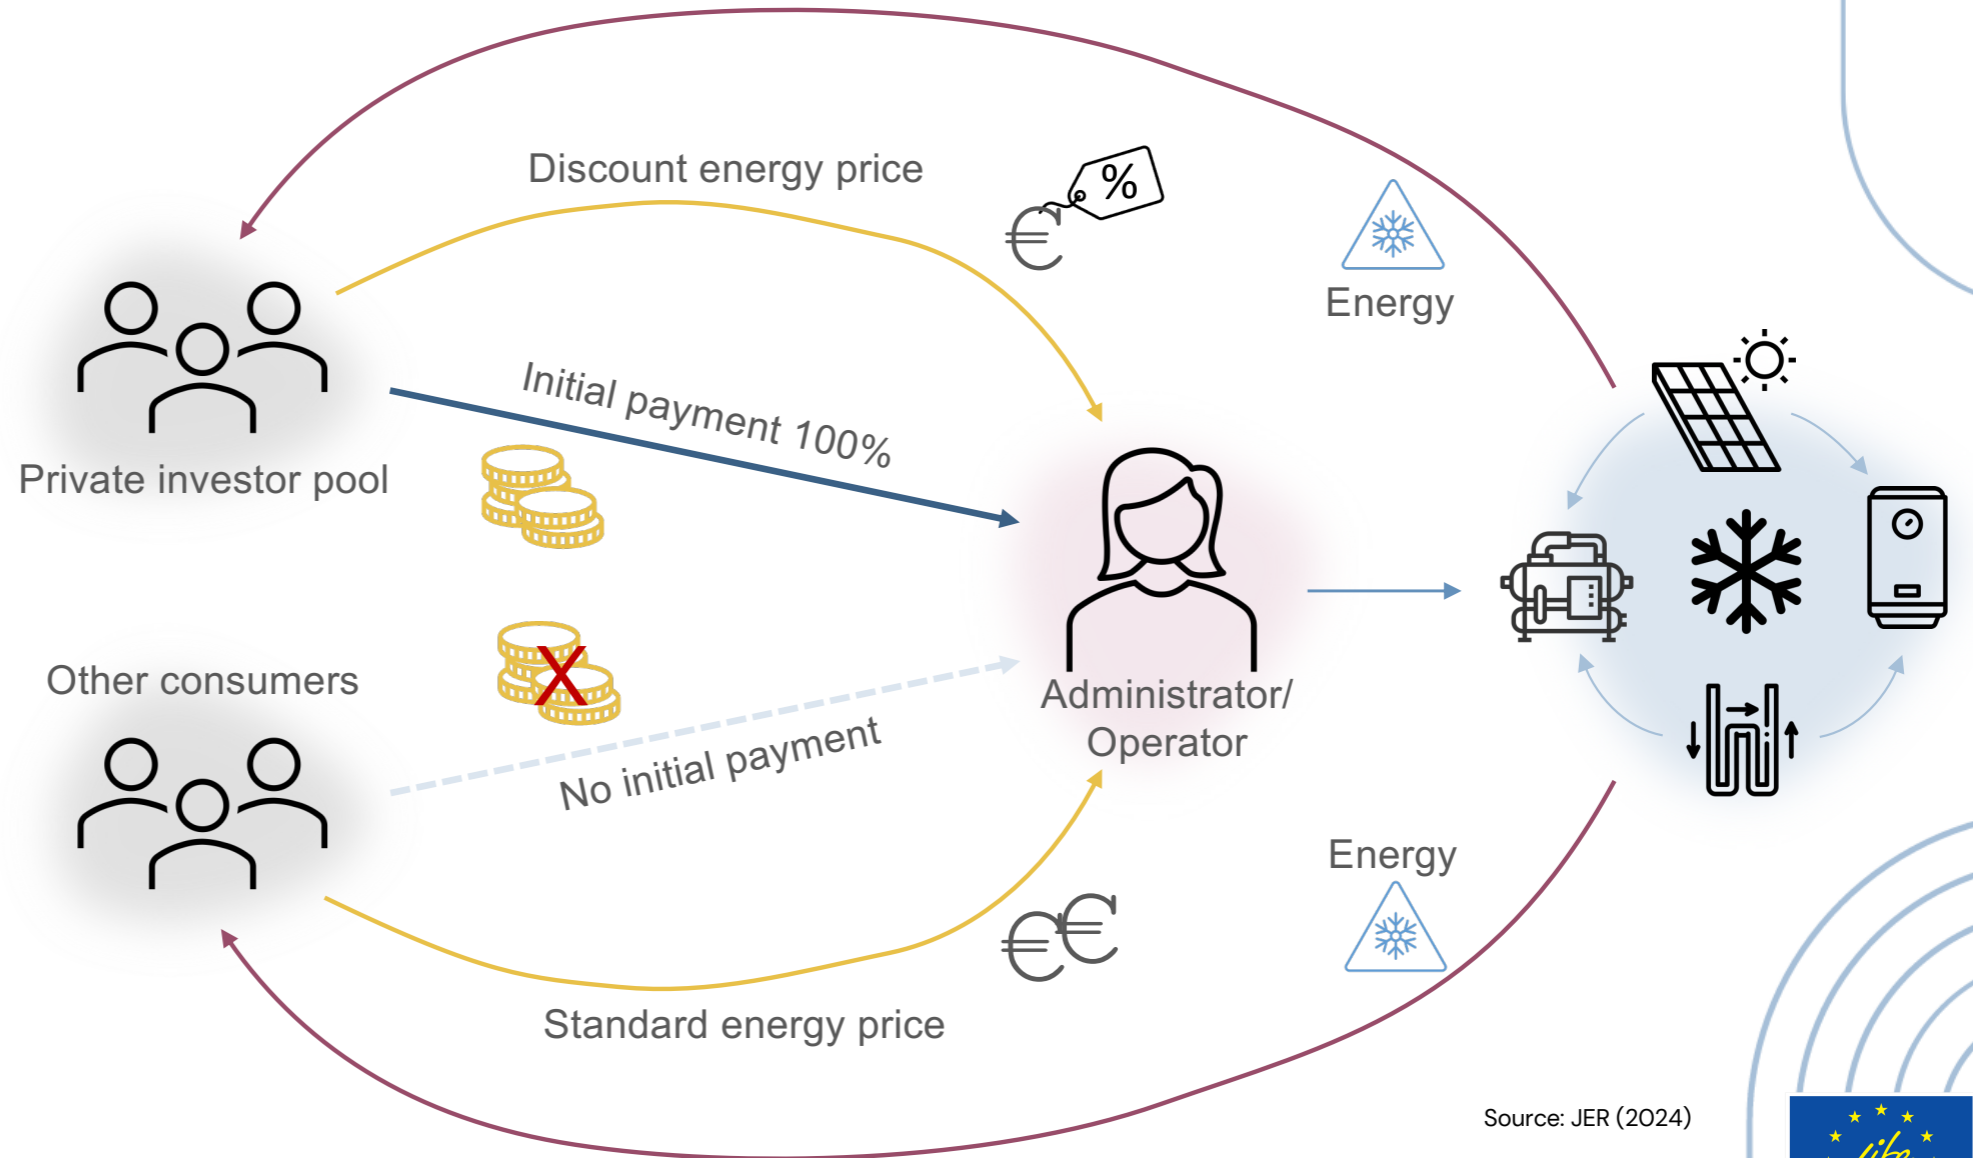 Discount energy price
%
€
Energy
Initial payment 100%
Private investor pool
X
Other consumers
No initial payment
Administrator/
Operator
Energy
€€
Standard energy price
Source: JER (2024)
life